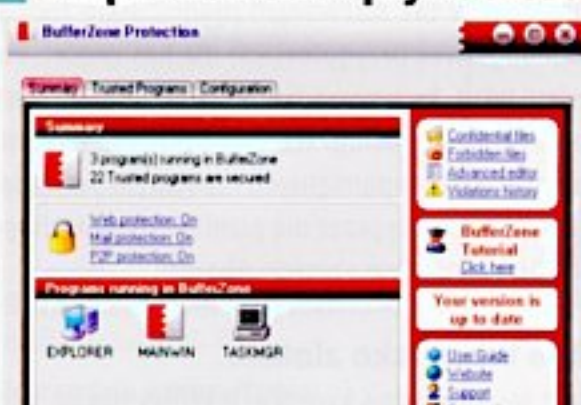 BufferZone Protection
Summary Trusted Programs Configuration
Summary
3 program(s) running in BufferZone
22 Trusted programs are secured
Web protection: On
Mail protection: On
P2P protection: On
Programs running in BufferZone
EXPLORER MAINWIN TASKMGR
Confidential files
Forbidden files
Advanced editor
Violations history
BufferZone
Tutorial
Click here
Your version is
up to date
User Guide
Website
Support